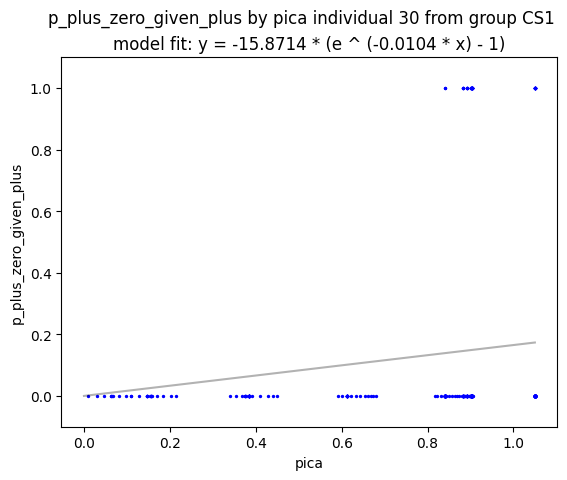 p_plus_zero_given_plus by pica individual 30 from group CS1
model fit: y = -15.8714 * (e ^ (-0.0104 * x) - 1)
1.0
0.8
0.6
0.4
0.2
0.0
p_plus_zero_given_plus
0.0 0.2 0.4 0.6 0.8 1.0
pica